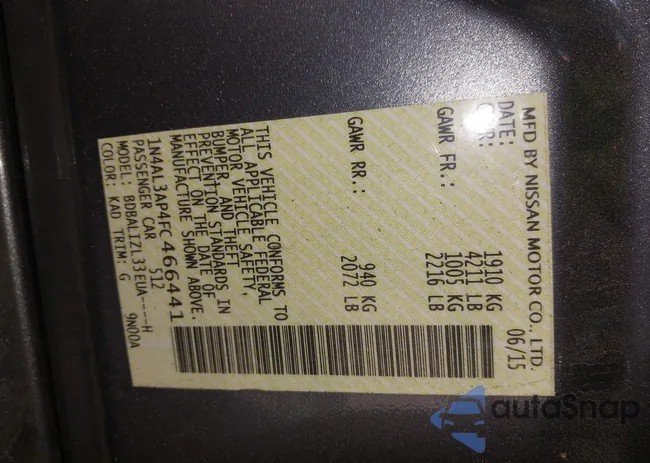 MFD BY NISSAN MOTOR CO., LTD.
DATE: 06/15
GVWR: 1910 KG
4211 LB
GAWR FR.: 1005 KG
2216 LB
GAWR RR.: 940 KG
2072 LB
THIS VEHICLE CONFORMS TO
ALL APPLICABLE FEDERAL
MOTOR VEHICLE SAFETY,
BUMPER AND THEFT
PREVENTION STANDARDS IN
EFFECT ON THE DATE OF
MANUFACTURE SHOWN ABOVE.
1N4AL3AP4FC466441
PASSENGER CAR 512
MODEL: BDBALIZL33EUA----H
COLOR: KAD TRIM: G 9N00A
autoSnap